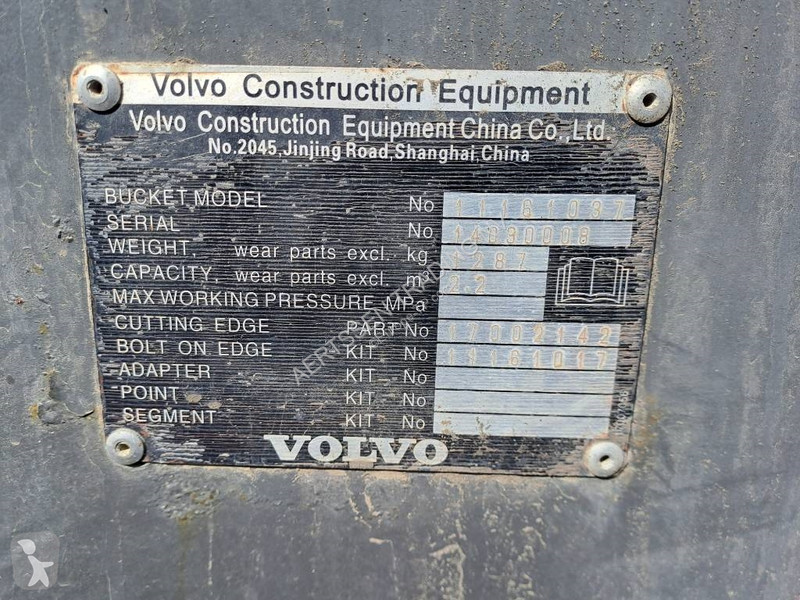 Volvo Construction Equipment
Volvo Construction Equipment China Co.,Ltd.
No.2045,Jinjing Road,Shanghai,China
BUCKET MODEL No 11161037
SERIAL No 14030008
WEIGHT, wear parts excl. kg 1287
CAPACITY, wear parts excl. m 2.2
MAX WORKING PRESSURE MPa
CUTTING EDGE PART No 17002142
BOLT ON EDGE KIT. No 11161017
ADAPTER KIT. No
POINT KIT No
SEGMENT KIT No
VOLVO